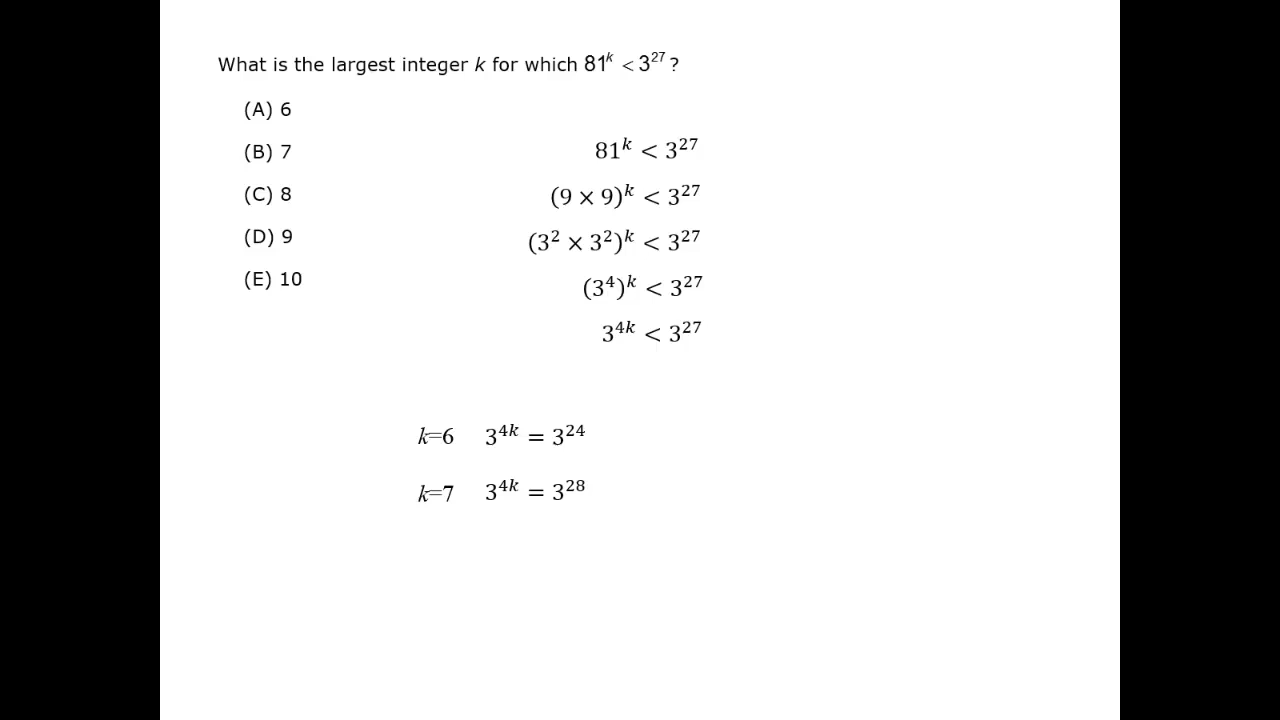 What is the largest integer k for which 81^k < 3^27 ?
(A) 6
(B) 7
(C) 8
(D) 9
(E) 10
81^k < 3^27
(9 × 9)^k < 3^27
(3^2 × 3^2)^k < 3^27
(3^4)^k < 3^27
3^4k < 3^27
k=6 3^4k = 3^24
k=7 3^4k = 3^28